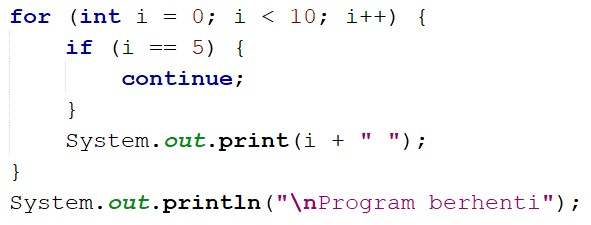 for (int i = 0; i < 10; i++) {
    if (i == 5) {
        continue;
    }
    System.out.print(i + " ");
}
System.out.println("\nProgram berhenti");